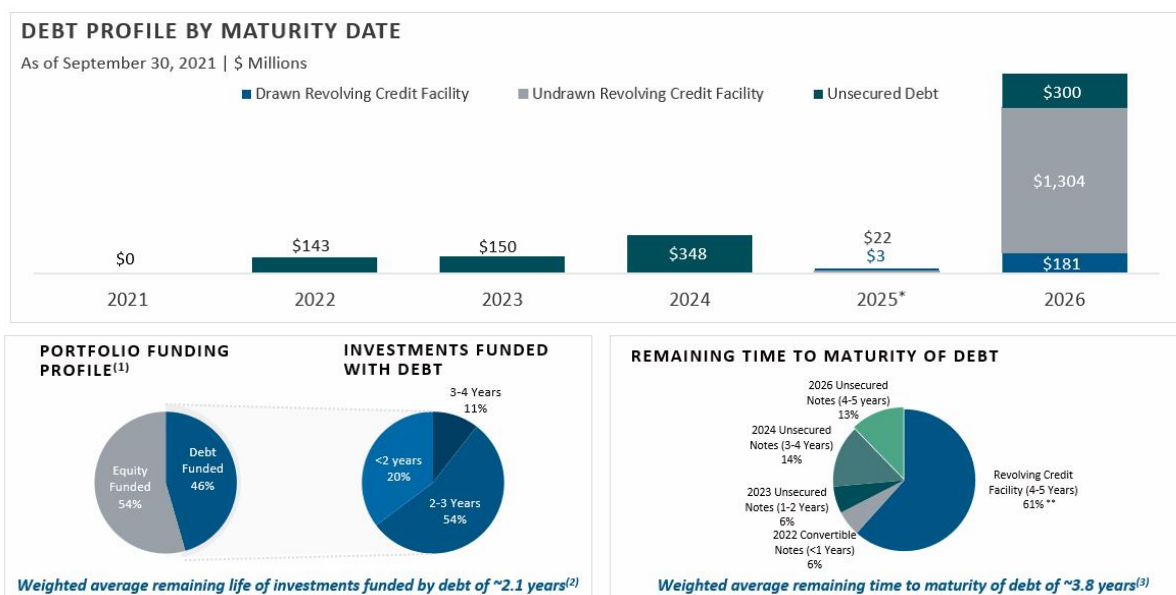 DEBT PROFILE BY MATURITY DATE
As of September 30, 2021 | $ Millions
Drawn Revolving Credit Facility
Undrawn Revolving Credit Facility
Unsecured Debt
$0
$143
$150
$348
$22
$3
$300
$1,304
$181
2021
2022
2023
2024
2025*
2026
PORTFOLIO FUNDING
PROFILE(1)
Equity
Funded
54%
Debt
Funded
46%
INVESTMENTS FUNDED
WITH DEBT
3-4 Years
11%
<2 years
20%
2-3 Years
54%
Weighted average remaining life of investments funded by debt of ~2.1 years(2)
REMAINING TIME TO MATURITY OF DEBT
2026 Unsecured
Notes (4-5 years)
13%
2024 Unsecured
Notes (3-4 Years)
14%
2023 Unsecured
Notes (1-2 Years)
6%
2022 Convertible
Notes (<1 Years)
6%
Revolving Credit
Facility (4-5 Years)
61% **
Weighted average remaining time to maturity of debt of ~3.8 years(3)